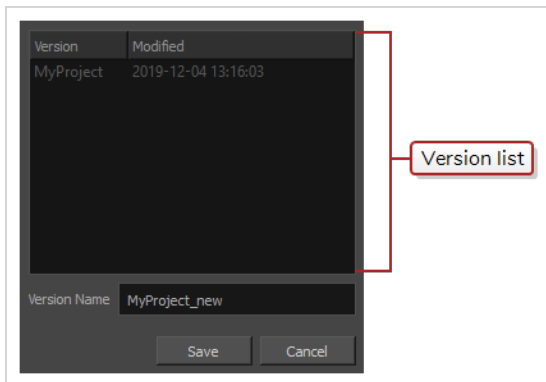 Version Modified
MyProject 2019-12-04 13:16:03
Version list
Version Name MyProject_new
Save Cancel